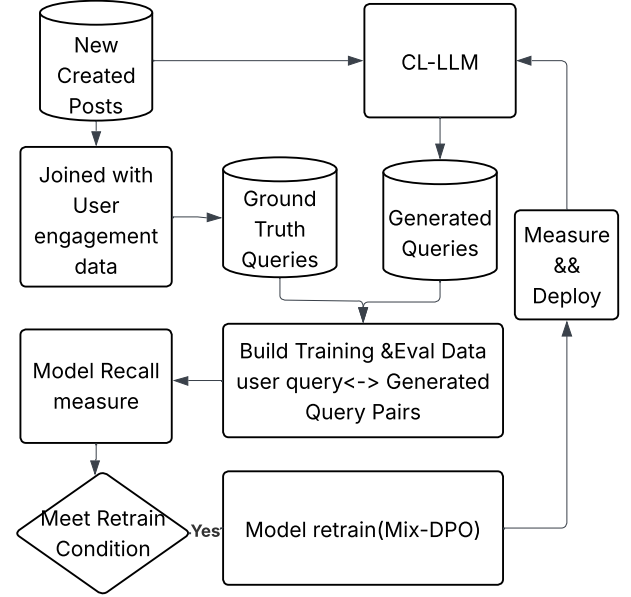 New
Created
Posts
CL-LLM
Joined with
User
engagement
data
Ground
Truth
Queries
Generated
Queries
Measure
&&
Deploy
Build Training &Eval Data
user query<-> Generated
Query Pairs
Model Recall
measure
Meet Retrain
Condition
Yes
Model retrain(Mix-DPO)